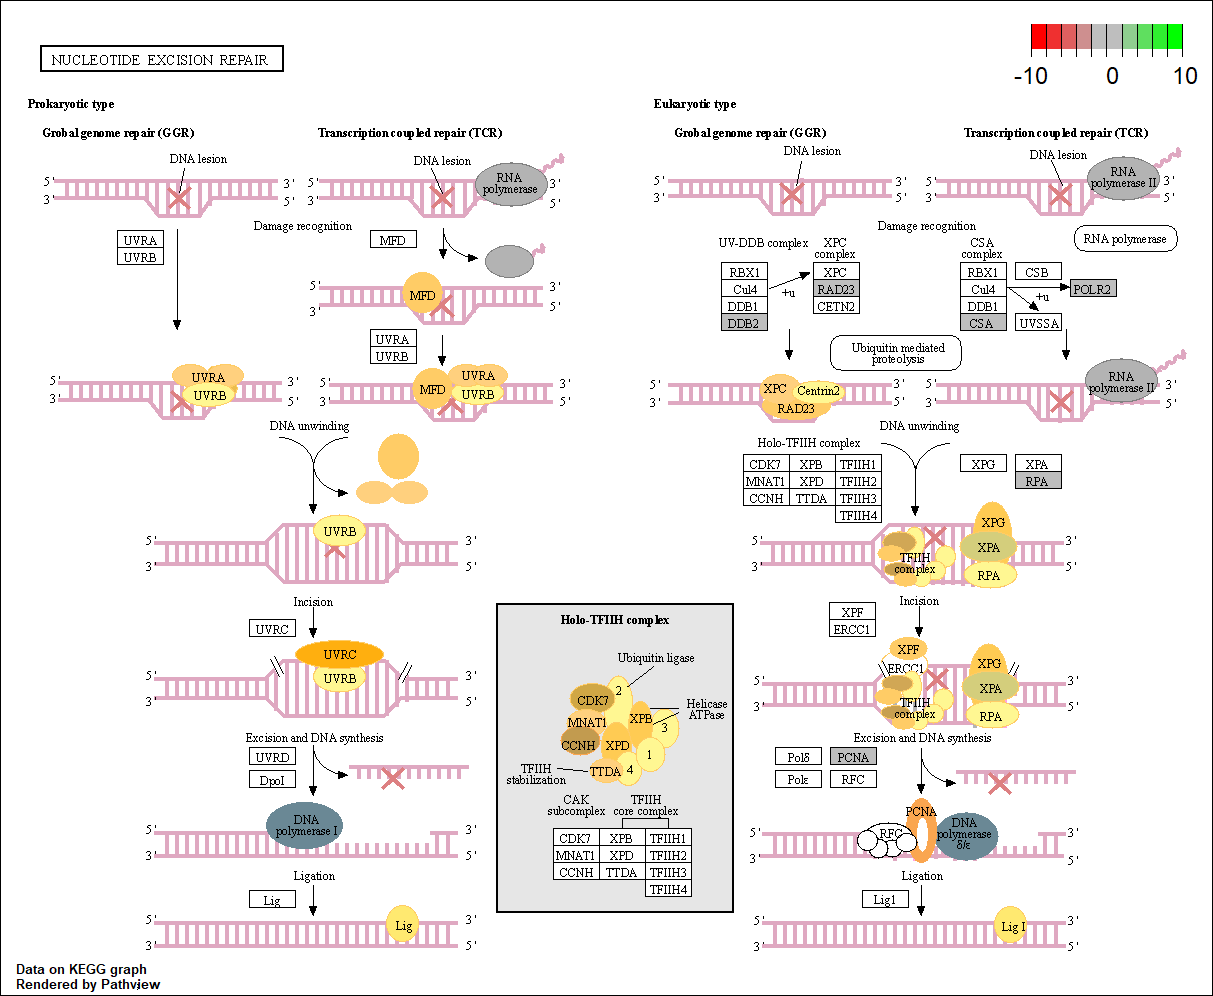 NUCLEOTIDE EXCISION REPAIR
-10 0 10
Prokaryotic type
Eukaryotic type
Grobal genome repair (GGR)
Transcription coupled repair (TCR)
Grobal genome repair (GGR)
Transcription coupled repair (TCR)
DNA lesion
DNA lesion
DNA lesion
DNA lesion
5' 3'
3' 5'
5' 3'
3' 5'
RNA
polymerase
5' 3'
3' 5'
5' 3'
3' 5'
RNA
polymerase II
Damage recognition
Damage recognition
UVRA
UVRB
MFD
RNA polymerase
UV-DDB complex
XPC
complex
CSA
complex
RBX1
Cul4
DDB1
DDB2
+u
XPC
RAD23
CETN2
RBX1
Cul4
DDB1
CSA
CSB
+u
POLR2
UVSSA
5' 3'
3' 5'
MFD
UVRA
UVRB
Ubiquitin mediated
proteolysis
5' 3'
3' 5'
UVRA
UVRB
5' 3'
3' 5'
MFD
UVRA
UVRB
5' 3'
3' 5'
XPC
Centrin2
RAD23
5' 3'
3' 5'
RNA
polymerase II
DNA unwinding
DNA unwinding
Holo-TFIIH complex
CDK7 XPB TFIIH1
MNAT1 XPD TFIIH2
CCNH TTDA TFIIH3
TFIIH4
XPG
XPA
RPA
5' 3'
3' 5'
UVRB
5' 3'
3' 5'
TFIIH
complex
XPG
XPA
RPA
Incision
Incision
UVRC
XPF
ERCC1
5' 3'
3' 5'
UVRC
UVRB
5' 3'
3' 5'
XPF
ERCC1
TFIIH
complex
XPG
XPA
RPA
Holo-TFIIH complex
Ubiquitin ligase
Helicase
ATPase
CDK7
2
MNAT1
XPB
3
CCNH
XPD
1
TTDA
4
TFIIH
stabilization
CAK
subcomplex
TFIIH
core complex
CDK7 XPB TFIIH1
MNAT1 XPD TFIIH2
CCNH TTDA TFIIH3
TFIIH4
Excision and DNA synthesis
Excision and DNA synthesis
UVRD
DpoI
Polδ PCNA
Polε RFC
5' 3'
3' 5'
DNA
polymerase I
5' 3'
3' 5'
RFC
PCNA
DNA
polymerase
δ/ε
Ligation
Ligation
Lig
Lig1
5' 3'
3' 5'
Lig
5' 3'
3' 5'
Lig I
Data on KEGG graph
Rendered by Pathview